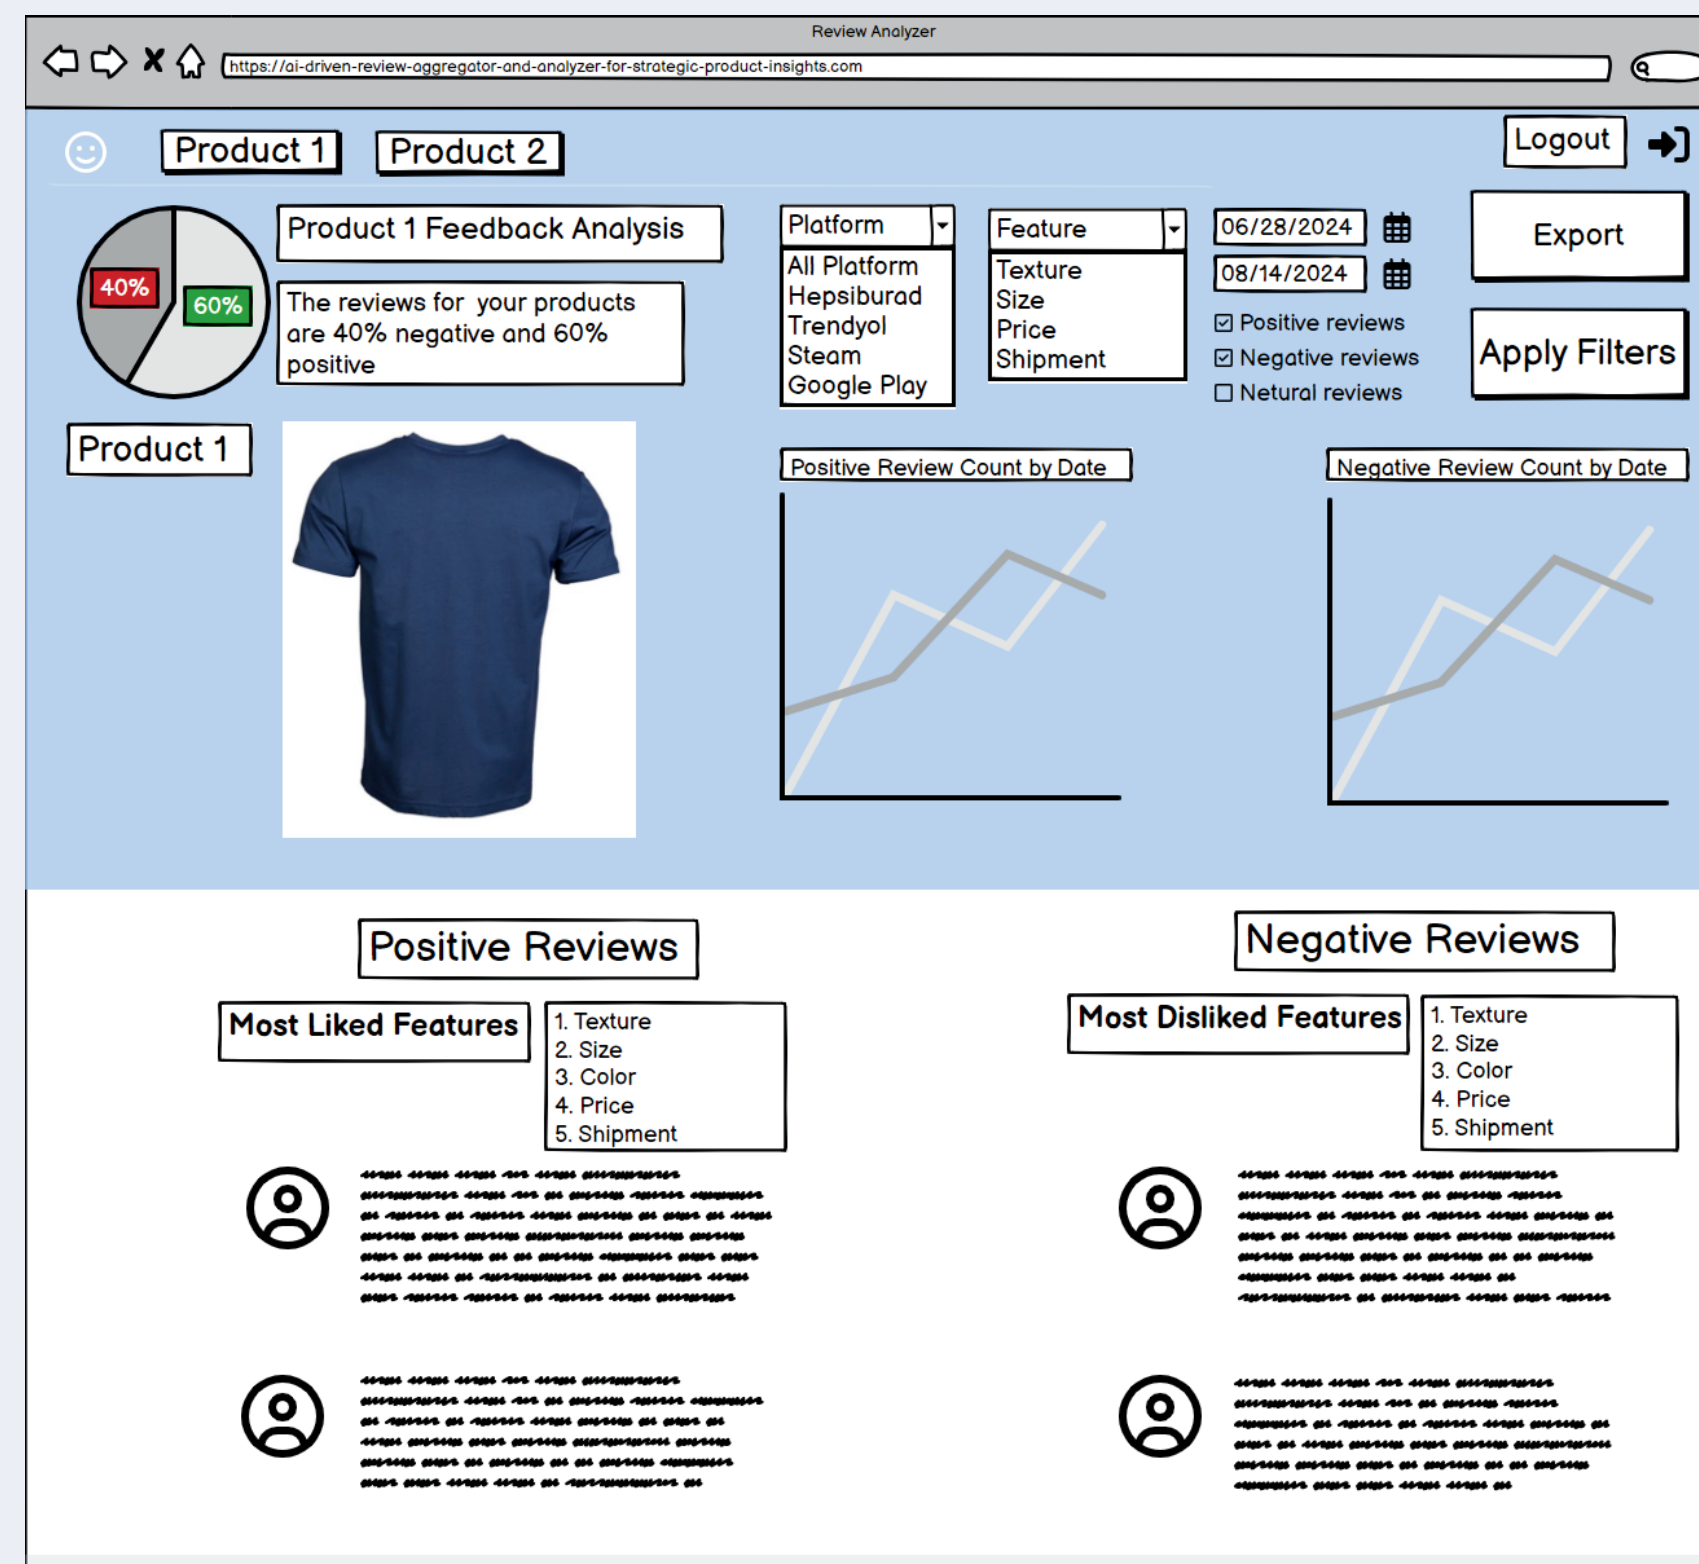 Review Analyzer
https://ai-driven-review-aggregator-and-analyzer-for-strategic-product-insights.com
Product 1
Product 2
Logout
40%
60%
Product 1 Feedback Analysis
The reviews for your products
are 40% negative and 60%
positive
Platform
All Platform
Hepsiburad
Trendyol
Steam
Google Play
Feature
Texture
Size
Price
Shipment
06/28/2024
08/14/2024
Positive reviews
Negative reviews
Netural reviews
Export
Apply Filters
Product 1
Positive Review Count by Date
Negative Review Count by Date
Positive Reviews
Most Liked Features
1. Texture
2. Size
3. Color
4. Price
5. Shipment
Negative Reviews
Most Disliked Features
1. Texture
2. Size
3. Color
4. Price
5. Shipment